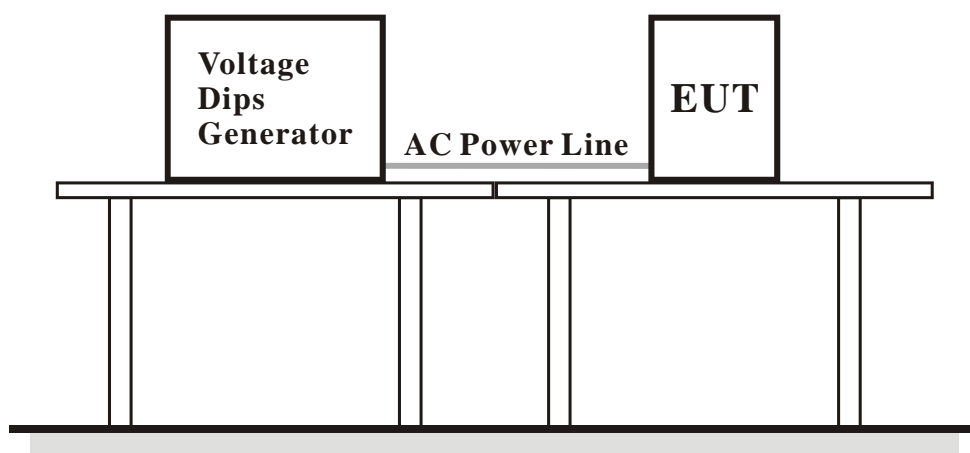 Voltage
Dips
Generator
EUT
AC Power Line